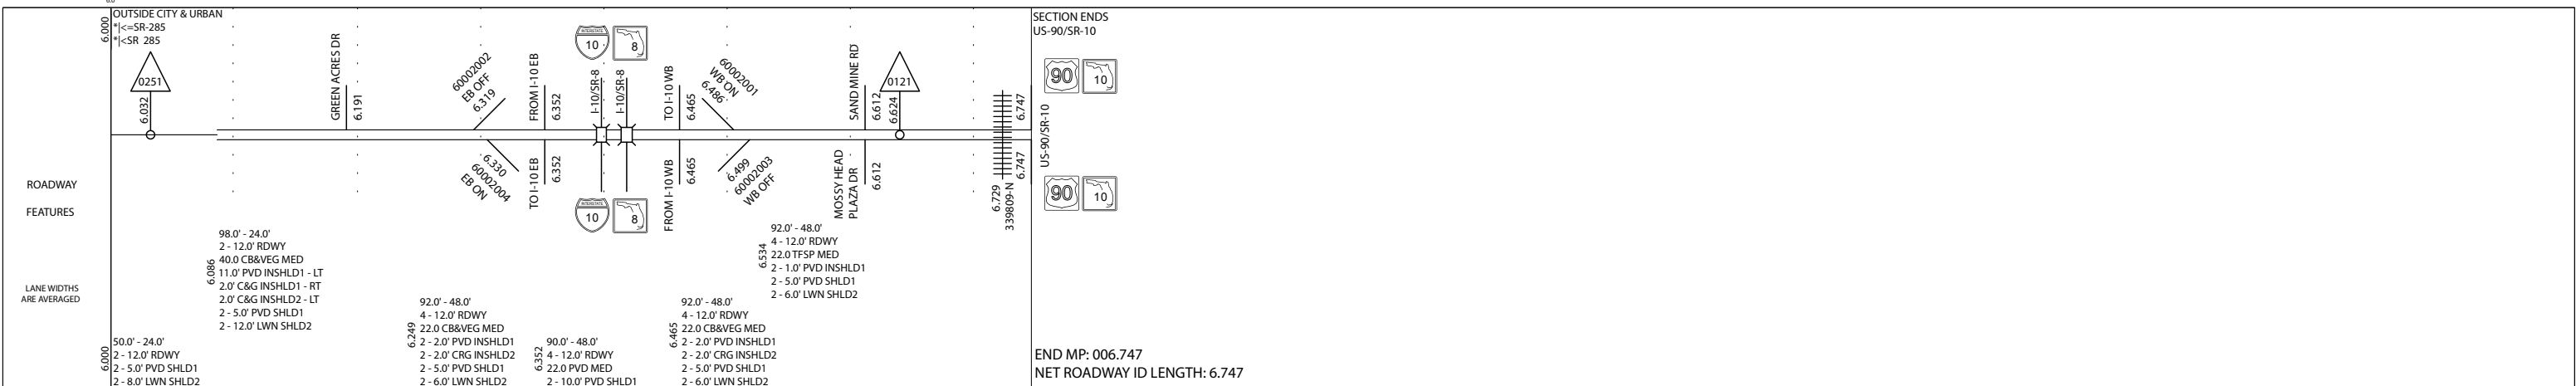 6.000
OUTSIDE CITY & URBAN
*|<=SR-285
*|<SR 285
0251
6.032
GREEN ACRES DR
6.191
60002002
EB OFF
6.319
FROM I-10 EB
6.352
INTERSTATE
10
8
I-10/SR-8
I-10/SR-8
TO I-10 WB
6.465
60002001
WB ON
6.486
SAND MINE RD
6.612
0121
6.624
6.747
SECTION ENDS
US-90/SR-10
90
10
US-90/SR-10
6.330
60002004
EB ON
TO I-10 EB
6.352
INTERSTATE
10
8
FROM I-10 WB
6.465
6.499
60002003
WB OFF
MOSSY HEAD
PLAZA DR
6.612
6.729
339809-N
6.747
90
10
ROADWAY
FEATURES
LANE WIDTHS
ARE AVERAGED
6.000
50.0' - 24.0'
2 - 12.0' RDWY
2 - 5.0' PVD SHLD1
2 - 8.0' LWN SHLD2
6.086
98.0' - 24.0'
2 - 12.0' RDWY
40.0 CB&VEG MED
11.0' PVD INSHLD1 - LT
2.0' C&G INSHLD1 - RT
2.0' C&G INSHLD2 - LT
2 - 5.0' PVD SHLD1
2 - 12.0' LWN SHLD2
6.249
92.0' - 48.0'
4 - 12.0' RDWY
22.0 CB&VEG MED
2 - 2.0' PVD INSHLD1
2 - 2.0' CRG INSHLD2
2 - 5.0' PVD SHLD1
2 - 6.0' LWN SHLD2
6.352
90.0' - 48.0'
4 - 12.0' RDWY
22.0 PVD MED
2 - 10.0' PVD SHLD1
6.465
92.0' - 48.0'
4 - 12.0' RDWY
22.0 CB&VEG MED
2 - 2.0' PVD INSHLD1
2 - 2.0' CRG INSHLD2
2 - 5.0' PVD SHLD1
2 - 6.0' LWN SHLD2
6.534
92.0' - 48.0'
4 - 12.0' RDWY
22.0 TFSP MED
2 - 1.0' PVD INSHLD1
2 - 5.0' PVD SHLD1
2 - 6.0' LWN SHLD2
END MP: 006.747
NET ROADWAY ID LENGTH: 6.747